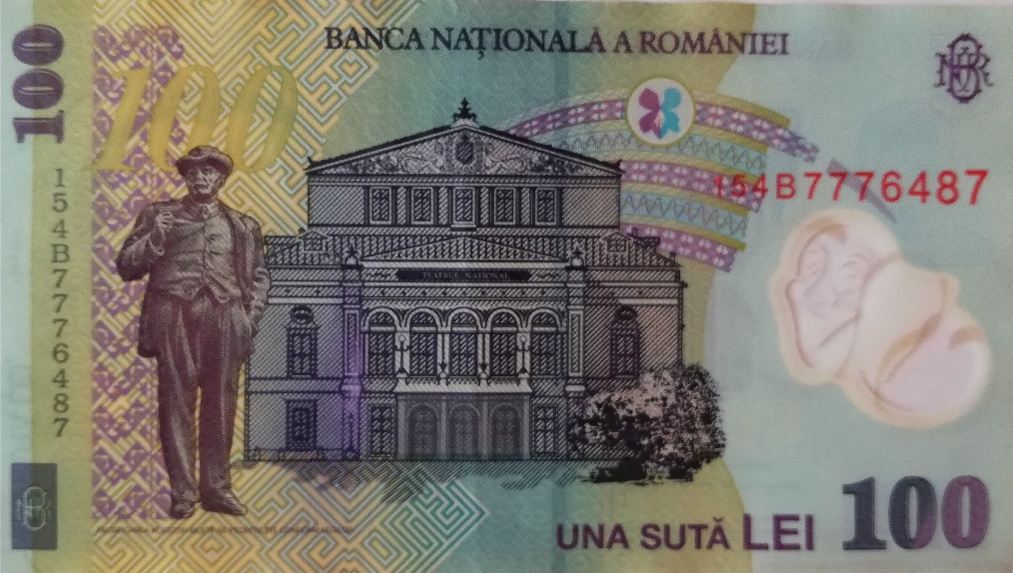 BANCA NAȚIONALĂ A ROMÂNIEI
100
100
154B7776487
154B7776487
TEATRUL NATIONAL
UNA SUTĂ LEI 100